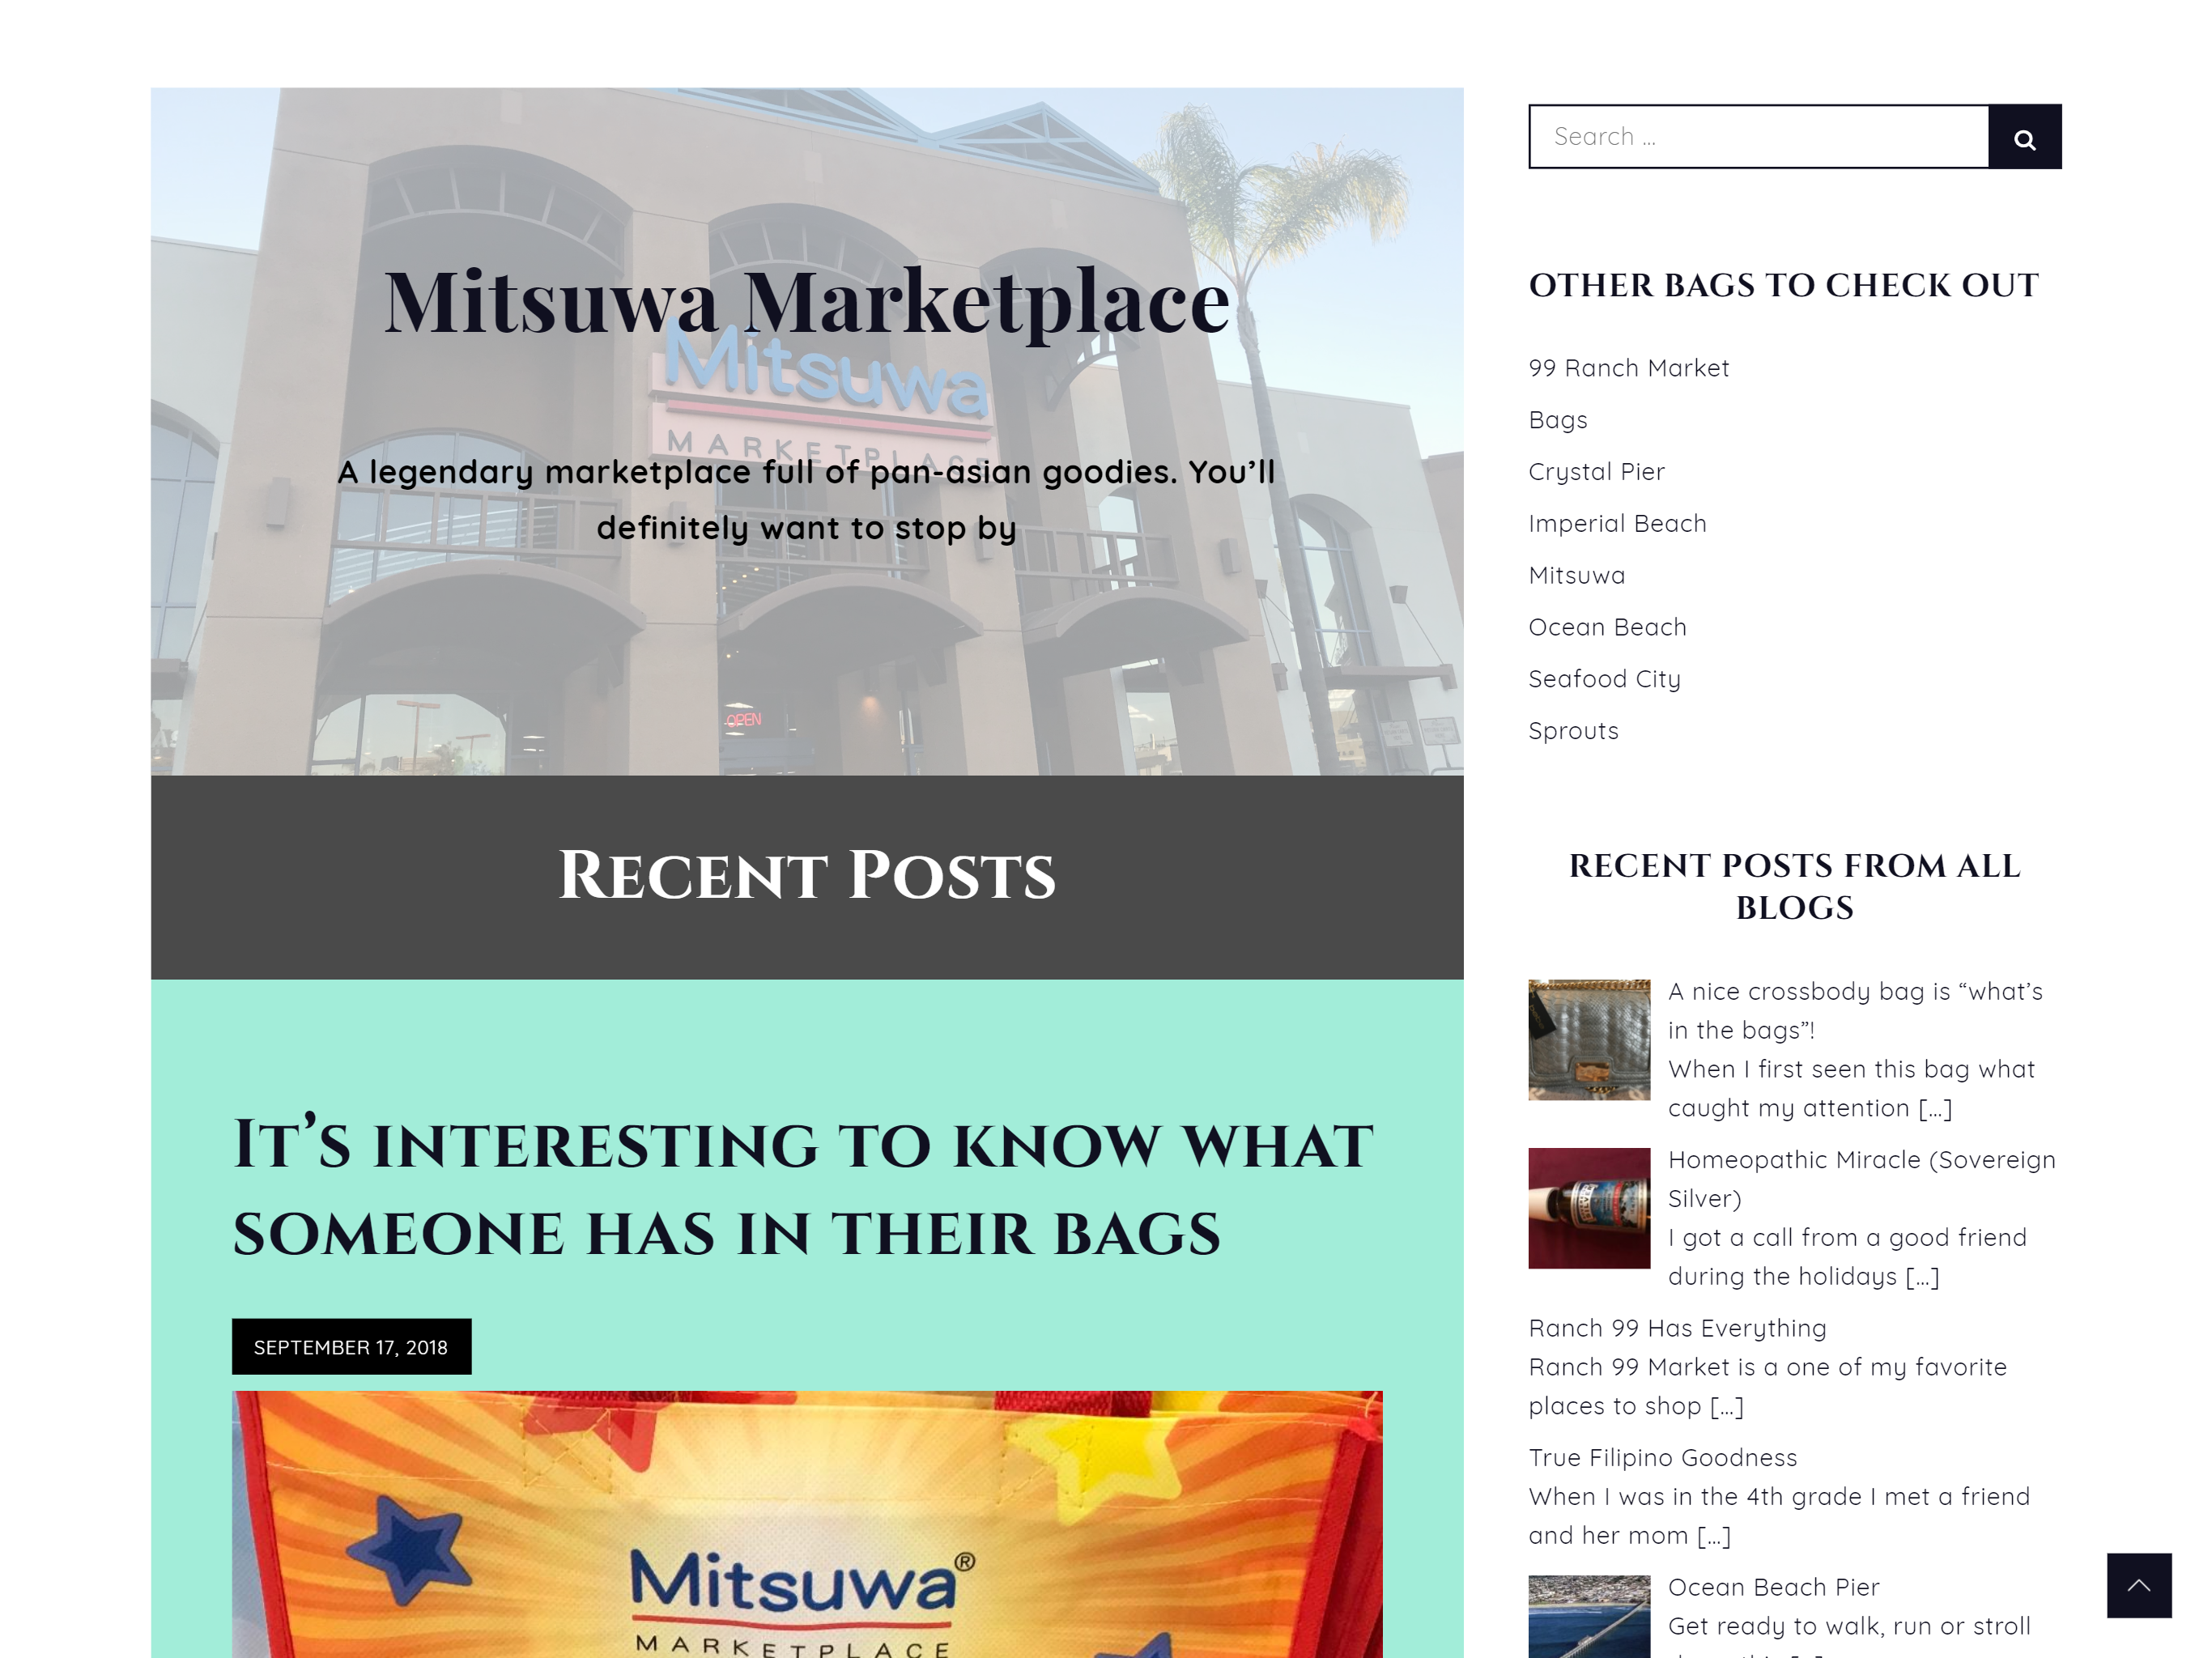 Mitsuwa Marketplace
Mitsuwa
MARKETPLACE
A legendary marketplace full of pan-asian goodies. You’ll
definitely want to stop by
OPEN
Recent Posts
It’s interesting to know what
someone has in their bags
SEPTEMBER 17, 2018
Mitsuwa®
MARKETPLACE
Search ...
OTHER BAGS TO CHECK OUT
99 Ranch Market
Bags
Crystal Pier
Imperial Beach
Mitsuwa
Ocean Beach
Seafood City
Sprouts
RECENT POSTS FROM ALL
BLOGS
A nice crossbody bag is “what’s
in the bags”!
When I first seen this bag what
caught my attention [...]
Homeopathic Miracle (Sovereign
Silver)
I got a call from a good friend
during the holidays [...]
Ranch 99 Has Everything
Ranch 99 Market is a one of my favorite
places to shop [...]
True Filipino Goodness
When I was in the 4th grade I met a friend
and her mom [...]
Ocean Beach Pier
Get ready to walk, run or stroll